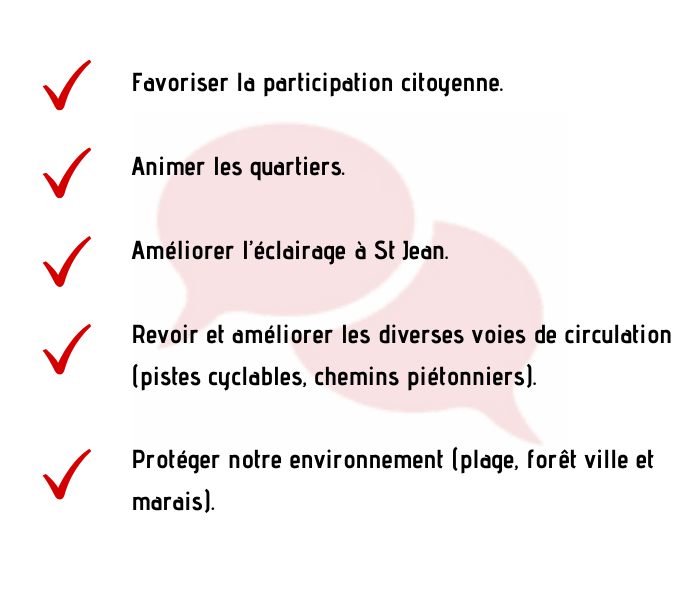 Favoriser la participation citoyenne.
Animer les quartiers.
Améliorer l'éclairage à St Jean.
Revoir et améliorer les diverses voies de circulation
(pistes cyclables, chemins piétonniers).
Protéger notre environnement (plage, forêt ville et
marais).